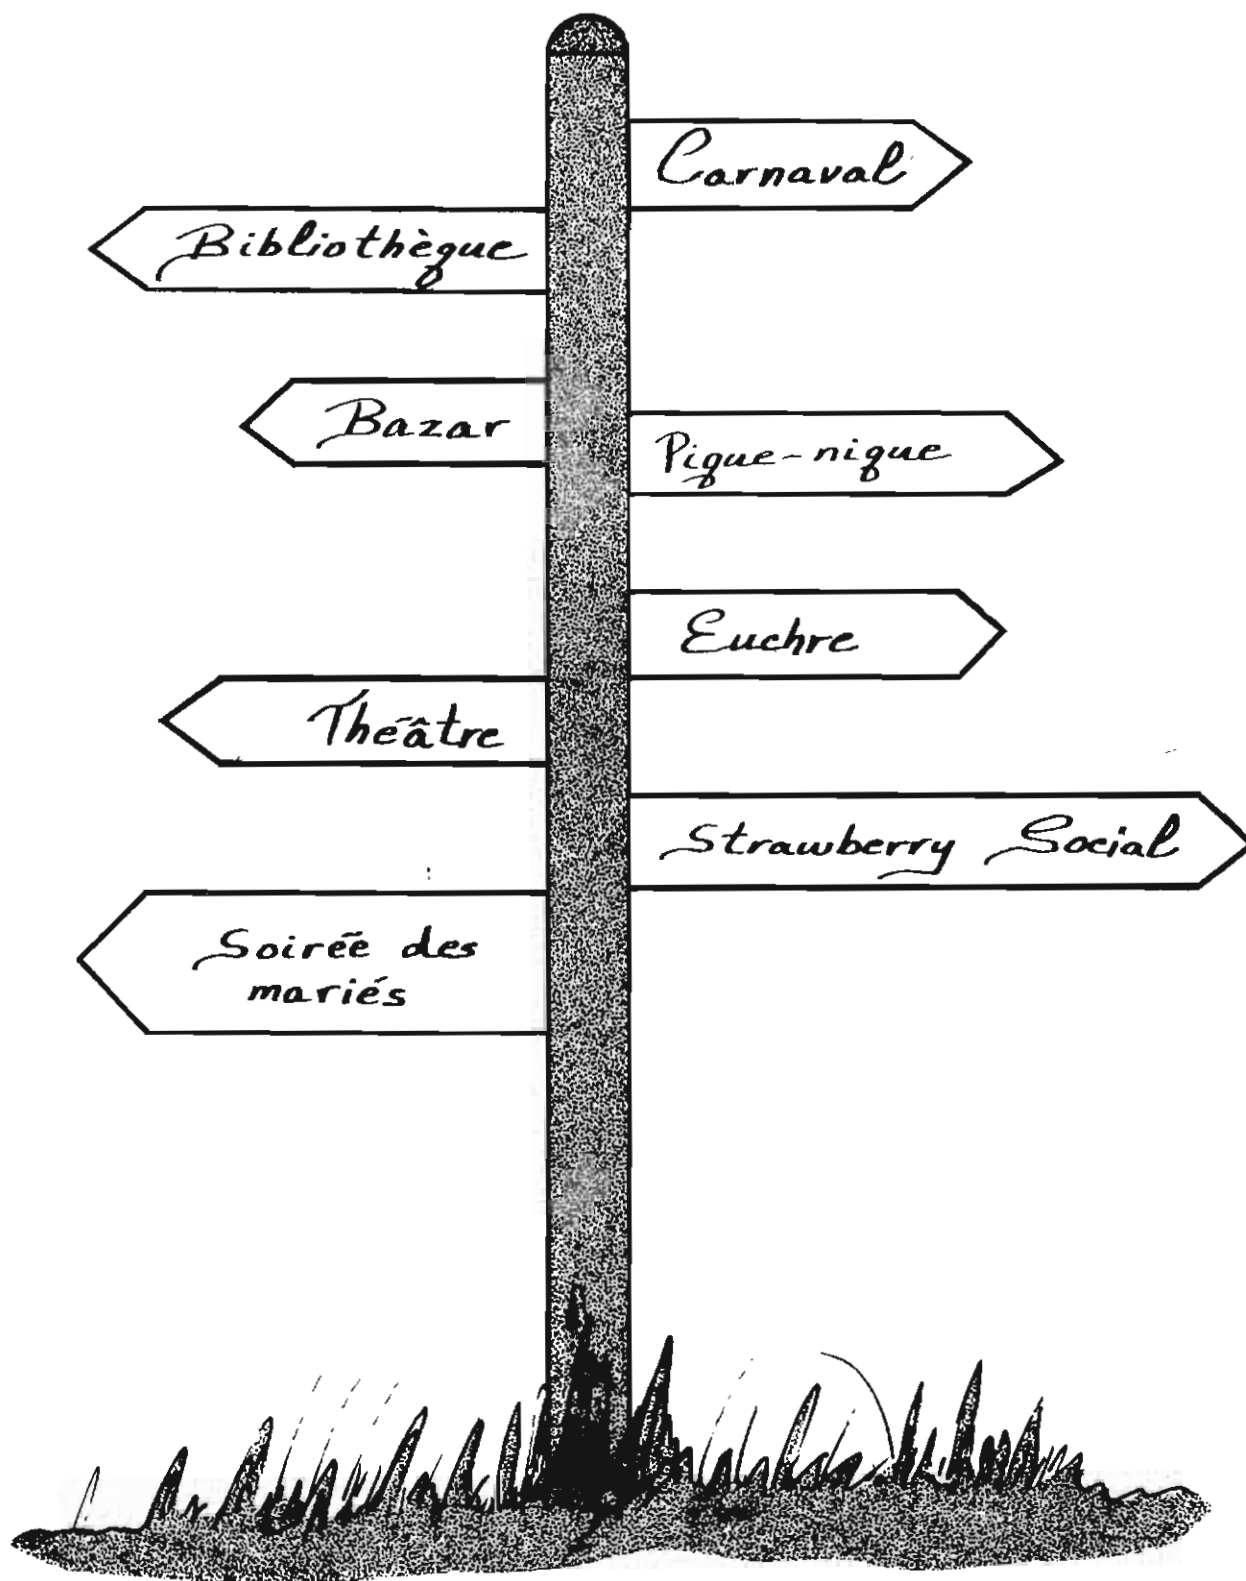 Carnaval
Bibliothèque
Bazar
Pique-nique
Euchre
Théâtre
Strawberry Social
Soirée des
mariés